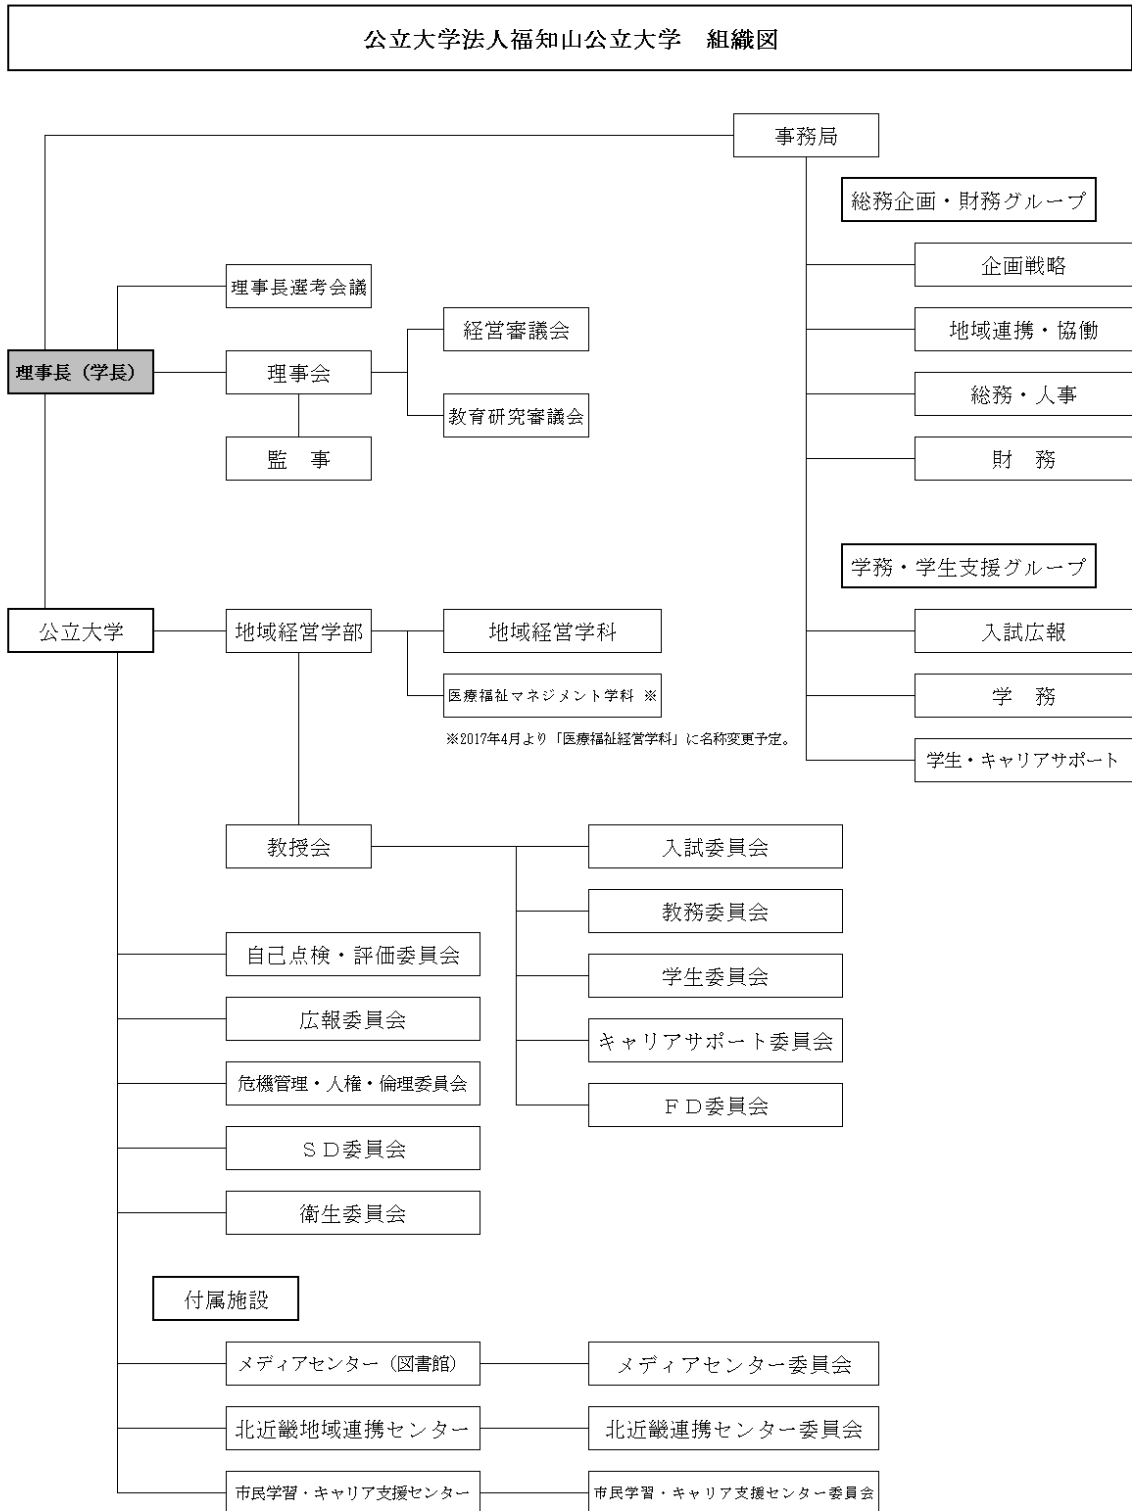 公立大学法人福知山公立大学　組織図
事務局
総務企画・財務グループ
企画戦略
理事長選考会議
経営審議会
地域連携・協働
理事長（学長）
理事会
総務・人事
教育研究審議会
監　事
財　務
学務・学生支援グループ
公立大学
地域経営学部
地域経営学科
入試広報
医療福祉マネジメント学科 ※
学　務
※2017年4月より「医療福祉経営学科」に名称変更予定。
学生・キャリアサポート
教授会
入試委員会
教務委員会
自己点検・評価委員会
学生委員会
広報委員会
キャリアサポート委員会
危機管理・人権・倫理委員会
ＦＤ委員会
ＳＤ委員会
衛生委員会
付属施設
メディアセンター（図書館）
メディアセンター委員会
北近畿地域連携センター
北近畿連携センター委員会
市民学習・キャリア支援センター
市民学習・キャリア支援センター委員会